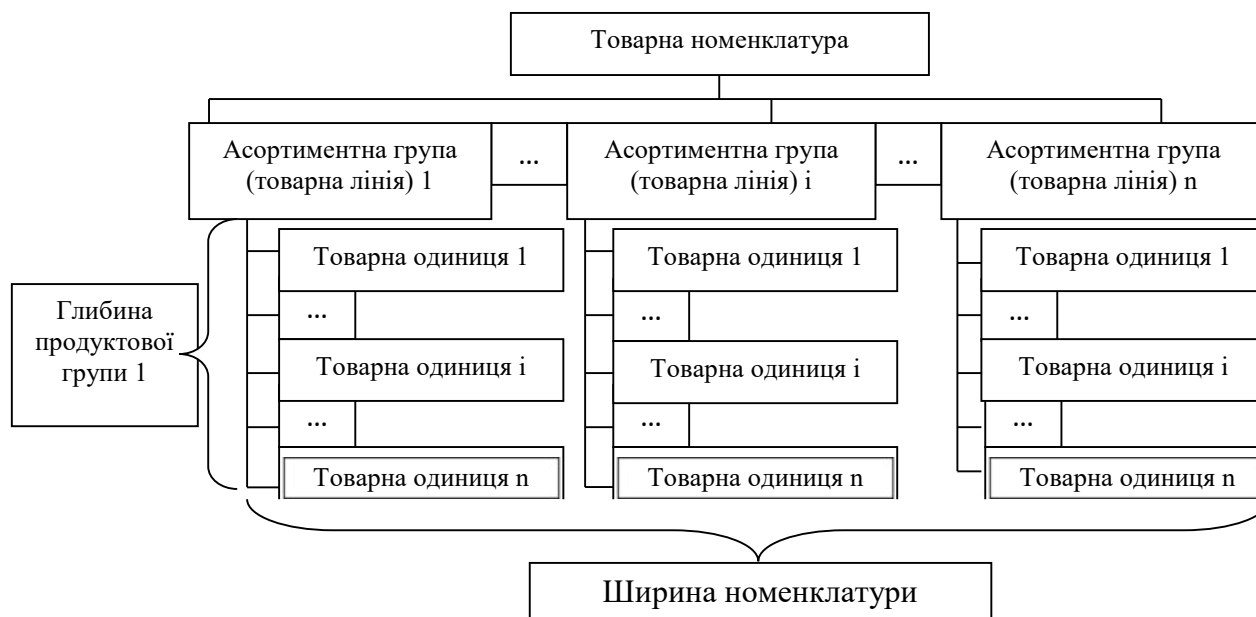 Товарна номенклатура
Асортиментна група
(товарна лінія) 1
...
Асортиментна група
(товарна лінія) і
...
Асортиментна група
(товарна лінія) n
Глибина
продуктової
групи 1
Товарна одиниця 1
...
Товарна одиниця і
...
Товарна одиниця n
Товарна одиниця 1
...
Товарна одиниця і
...
Товарна одиниця n
Товарна одиниця 1
...
Товарна одиниця і
...
Товарна одиниця n
Ширина номенклатури